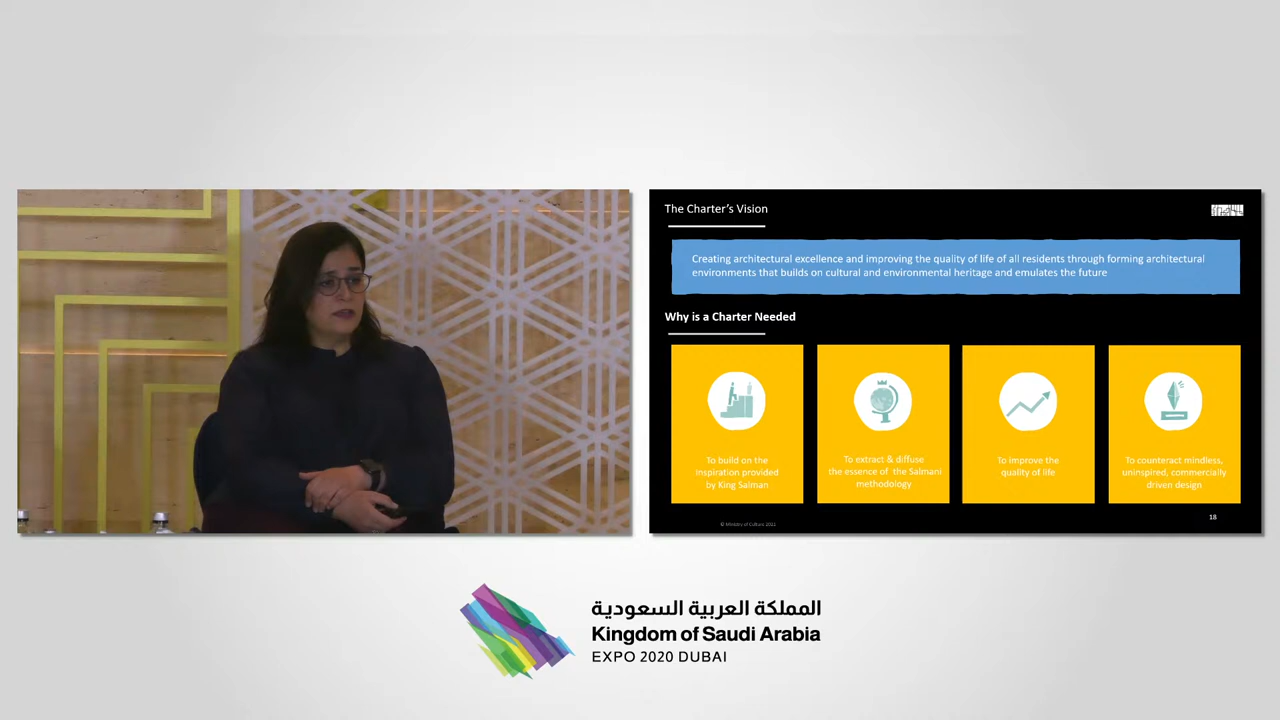 The Charter's Vision
Creating architectural excellence and improving the quality of life of all residents through forming architectural
environments that builds on cultural and environmental heritage and emulates the future
Why is a Charter Needed
To build on the
Inspiration provided
by King Salman
To extract & diffuse
the essence of the Salmani
methodology
To improve the
quality of life
To counteract mindless,
uninspired, commercially
driven design
© Ministry of Culture 2021
18
المملكة العربية السعودية
Kingdom of Saudi Arabia
EXPO 2020 DUBAI